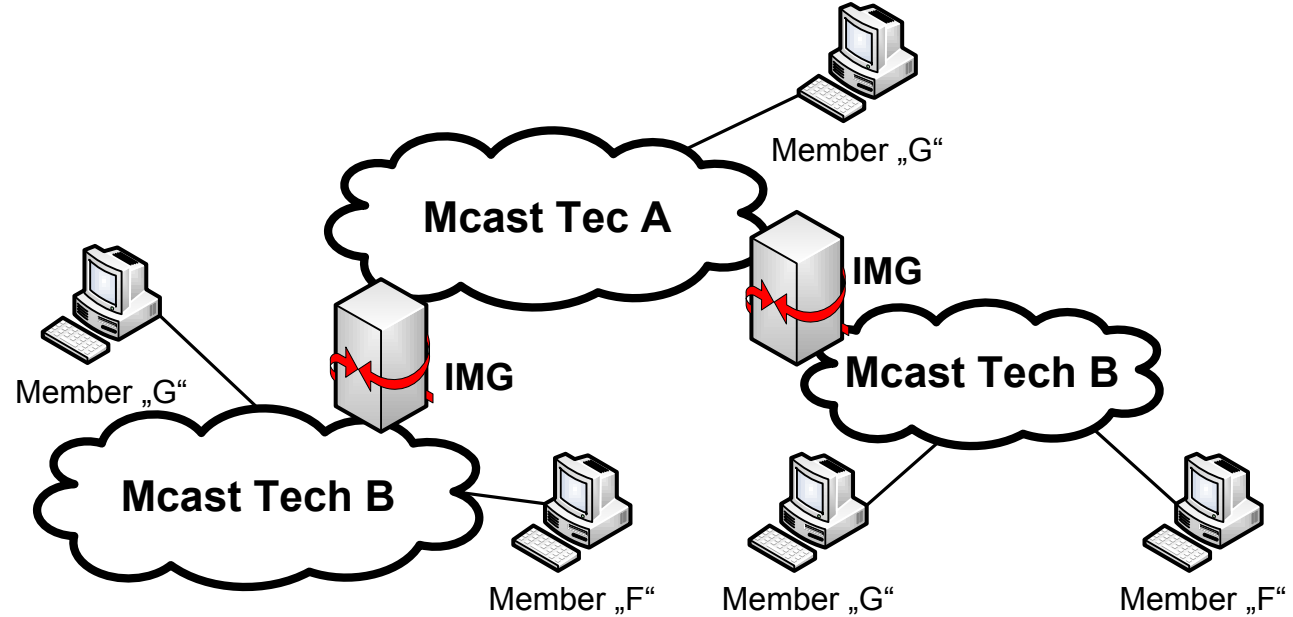 Member „G“
Mcast Tec A
IMG
Member „G“
IMG
Mcast Tech B
Mcast Tech B
Member „F“
Member „G“
Member „F“